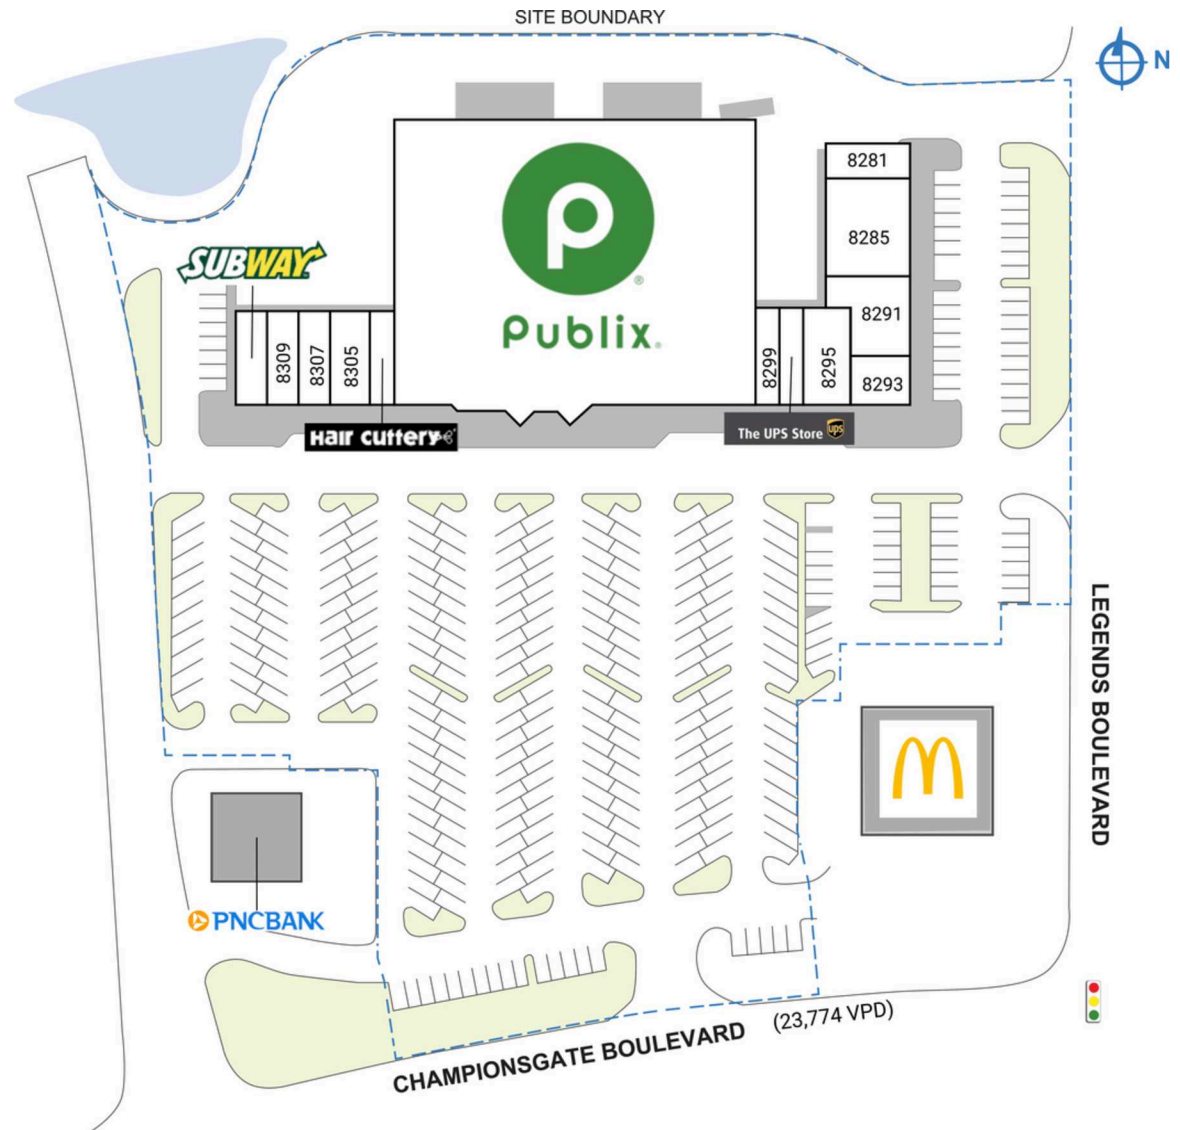 SITE BOUNDARY
N
P
®
Publix.
SUBWAY
8281
8285
8291
8293
8309
8307
8305
8299
8295
Hair Cuttery
The UPS Store
ups
LEGENDS BOULEVARD
M
PNCBANK
CHAMPIONSGATE BOULEVARD
(23,774 VPD)